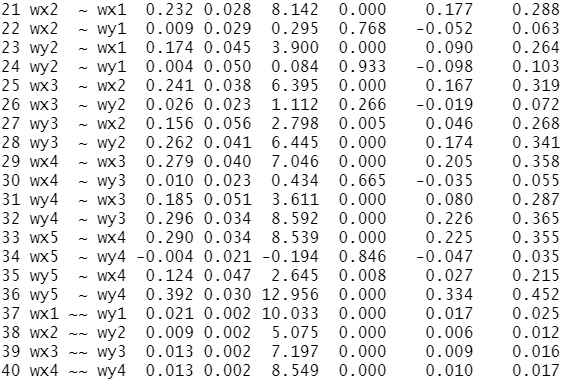 21 wx2 ~ wx1 0.232 0.028 8.142 0.000 0.177 0.288
22 wx2 ~ wy1 0.009 0.029 0.295 0.768 -0.052 0.063
23 wy2 ~ wx1 0.174 0.045 3.900 0.000 0.090 0.264
24 wy2 ~ wy1 0.004 0.050 0.084 0.933 -0.098 0.103
25 wx3 ~ wx2 0.241 0.038 6.395 0.000 0.167 0.319
26 wx3 ~ wy2 0.026 0.023 1.112 0.266 -0.019 0.072
27 wy3 ~ wx2 0.156 0.056 2.798 0.005 0.046 0.268
28 wy3 ~ wy2 0.262 0.041 6.445 0.000 0.174 0.341
29 wx4 ~ wx3 0.279 0.040 7.046 0.000 0.205 0.358
30 wx4 ~ wy3 0.010 0.023 0.434 0.665 -0.035 0.055
31 wy4 ~ wx3 0.185 0.051 3.611 0.000 0.080 0.287
32 wy4 ~ wy3 0.296 0.034 8.592 0.000 0.226 0.365
33 wx5 ~ wx4 0.290 0.034 8.539 0.000 0.225 0.355
34 wx5 ~ wy4 -0.004 0.021 -0.194 0.846 -0.047 0.035
35 wy5 ~ wx4 0.124 0.047 2.645 0.008 0.027 0.215
36 wy5 ~ wy4 0.392 0.030 12.956 0.000 0.334 0.452
37 wx1 ~~ wy1 0.021 0.002 10.033 0.000 0.017 0.025
38 wx2 ~~ wy2 0.009 0.002 5.075 0.000 0.006 0.012
39 wx3 ~~ wy3 0.013 0.002 7.197 0.000 0.009 0.016
40 wx4 ~~ wy4 0.013 0.002 8.549 0.000 0.010 0.017